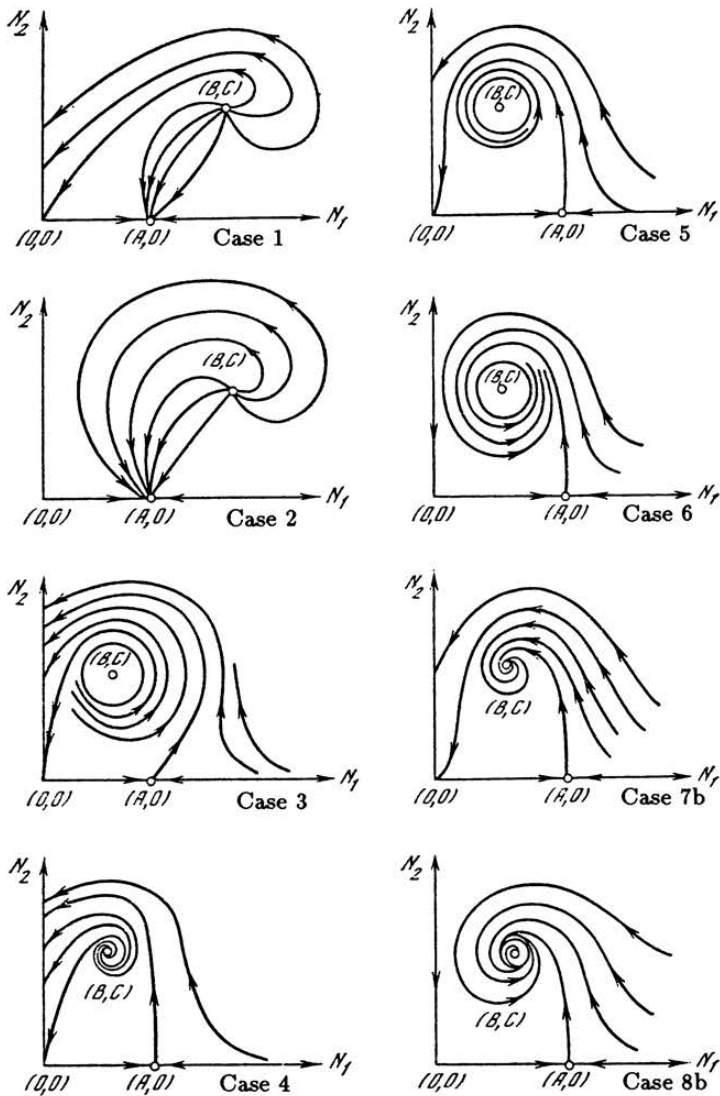 N₂
(B,C)
N₁
(0,0)
(A,0)
Case 1
N₂
(B,C)
N₁
(0,0)
(A,0)
Case 2
N₂
(B,C)
N₁
(0,0)
(A,0)
Case 3
N₂
(B,C)
N₁
(0,0)
(A,0)
Case 4
N₂
(B,C)
N₁
(0,0)
(A,0)
Case 5
N₂
(B,C)
N₁
(0,0)
(A,0)
Case 6
N₂
(B,C)
N₁
(0,0)
(A,0)
Case 7b
N₂
(B,C)
N₁
(0,0)
(A,0)
Case 8b